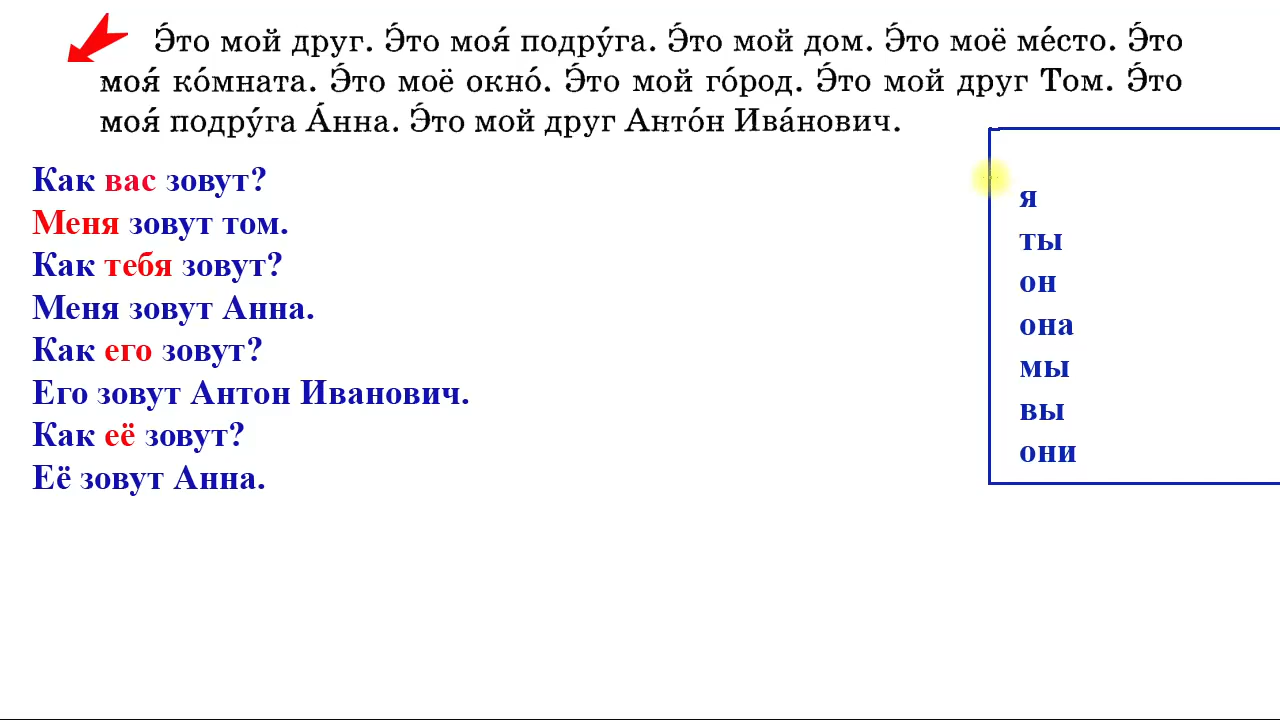 Э́то мой друг. Э́то моя́ подру́га. Э́то мой дом. Э́то моё ме́сто. Э́то
моя́ ко́мната. Э́то моё окно́. Э́то мой го́род. Э́то мой друг Том. Э́то
моя́ подру́га А́нна. Э́то мой друг Анто́н Ива́нович.
Как вас зовут?
Меня зовут том.
Как тебя зовут?
Меня зовут Анна.
Как его зовут?
Его зовут Антон Иванович.
Как её зовут?
Её зовут Анна.
я
ты
он
она
мы
вы
они